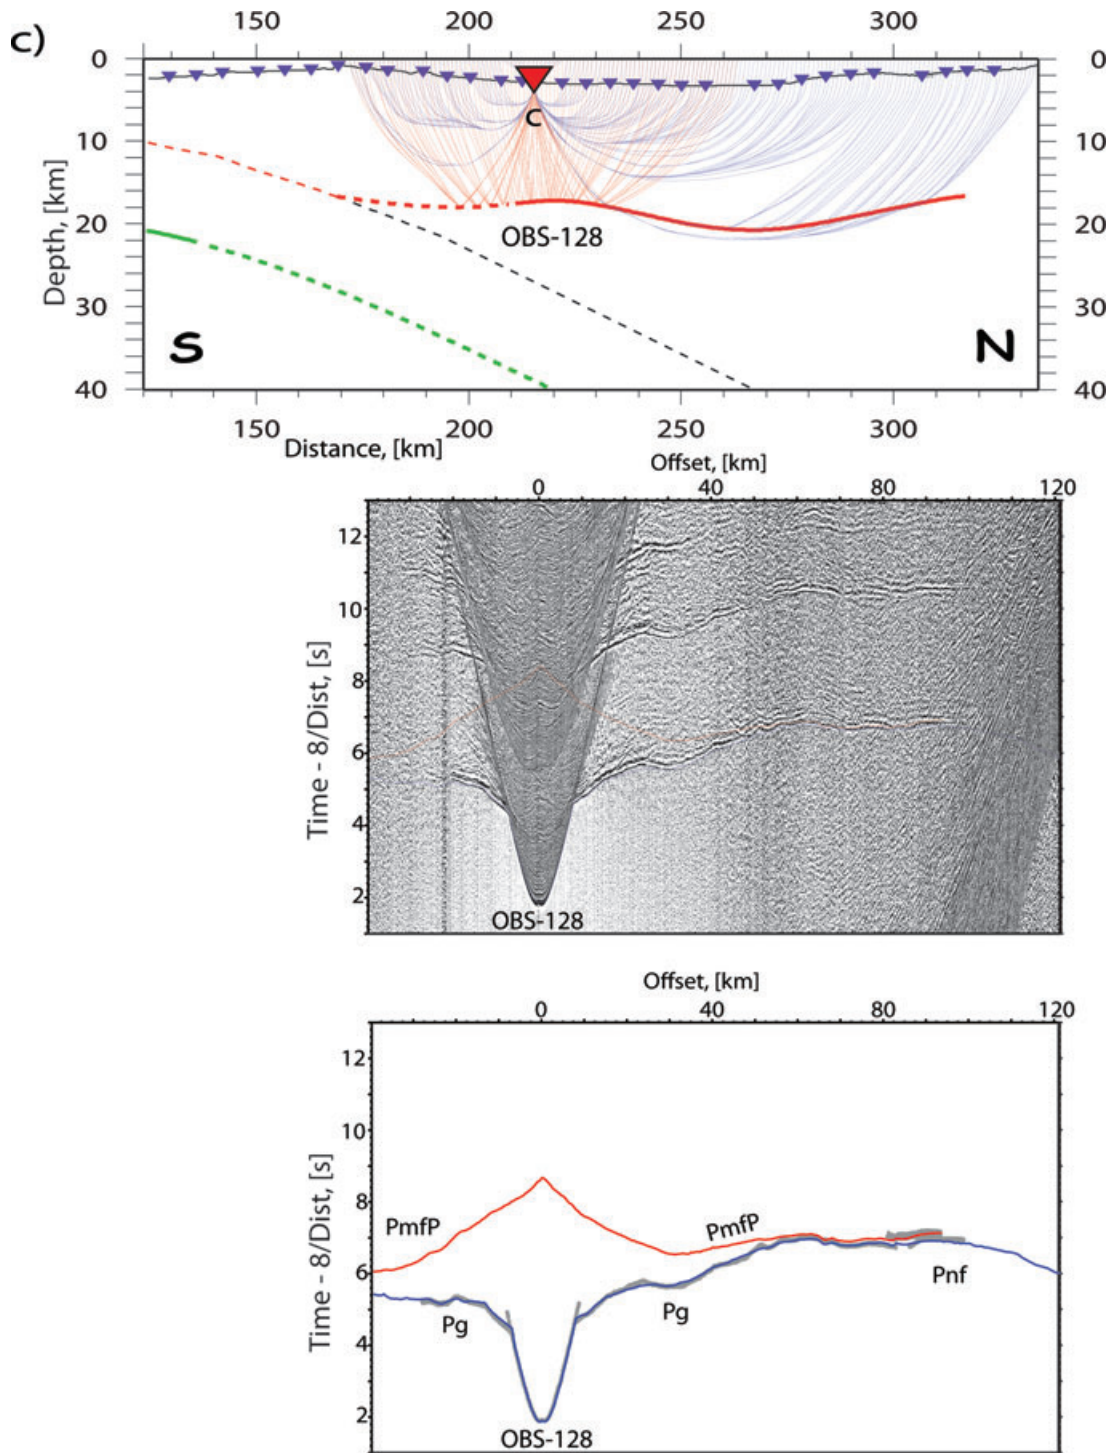 c)
150 200 250 300
0 0
C
10 10
Depth, [km]
20 20
OBS-128
30 30
S N
40 40
150 200 250 300
Distance, [km]
Offset, [km]
0 40 80 120
12
10
8
6
4
2
Time - 8/Dist, [s]
OBS-128
Offset, [km]
0 40 80 120
12
10
8
6
4
2
Time - 8/Dist, [s]
PmfP PmfP
Pnf
Pg Pg
OBS-128